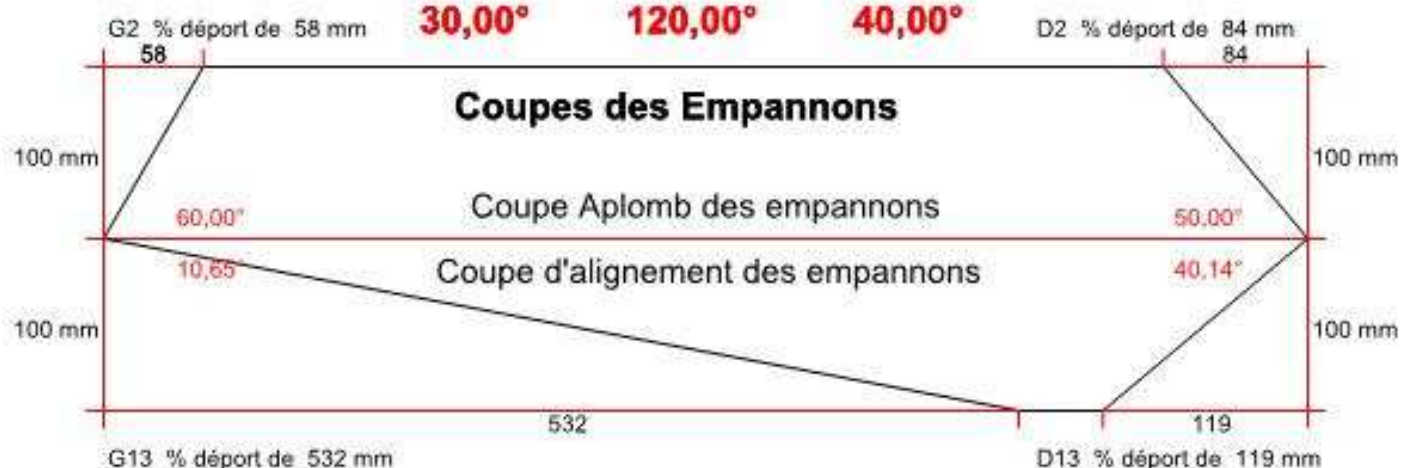 G2 % déport de 58 mm 30,00° 120,00° 40,00° D2 % déport de 84 mm
58 84
Coupes des Empannons
100 mm 100 mm
60,00° Coupe Aplomb des empannons 50,00°
10,65° Coupe d'alignement des empannons 40,14°
100 mm 100 mm
532 119
G13 % déport de 532 mm D13 % déport de 119 mm